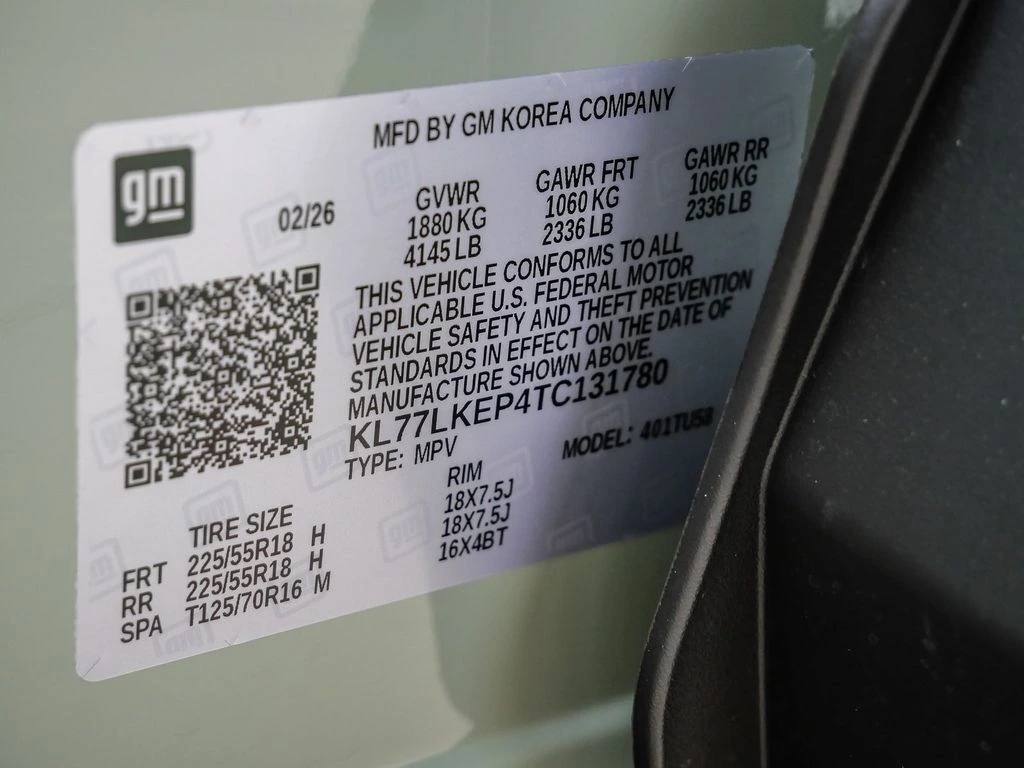 MFD BY GM KOREA COMPANY
gm
02/26
GVWR GAWR FRT GAWR RR
1880 KG 1060 KG 1060 KG
4145 LB 2336 LB 2336 LB
THIS VEHICLE CONFORMS TO ALL
APPLICABLE U.S. FEDERAL MOTOR
VEHICLE SAFETY AND THEFT PREVENTION
STANDARDS IN EFFECT ON THE DATE OF
MANUFACTURE SHOWN ABOVE.
KL77LKEP4TC131780
TYPE: MPV MODEL: 401TU58
TIRE SIZE RIM
FRT 225/55R18 H 18X7.5J
RR 225/55R18 H 18X7.5J
SPA T125/70R16 M 16X4BT